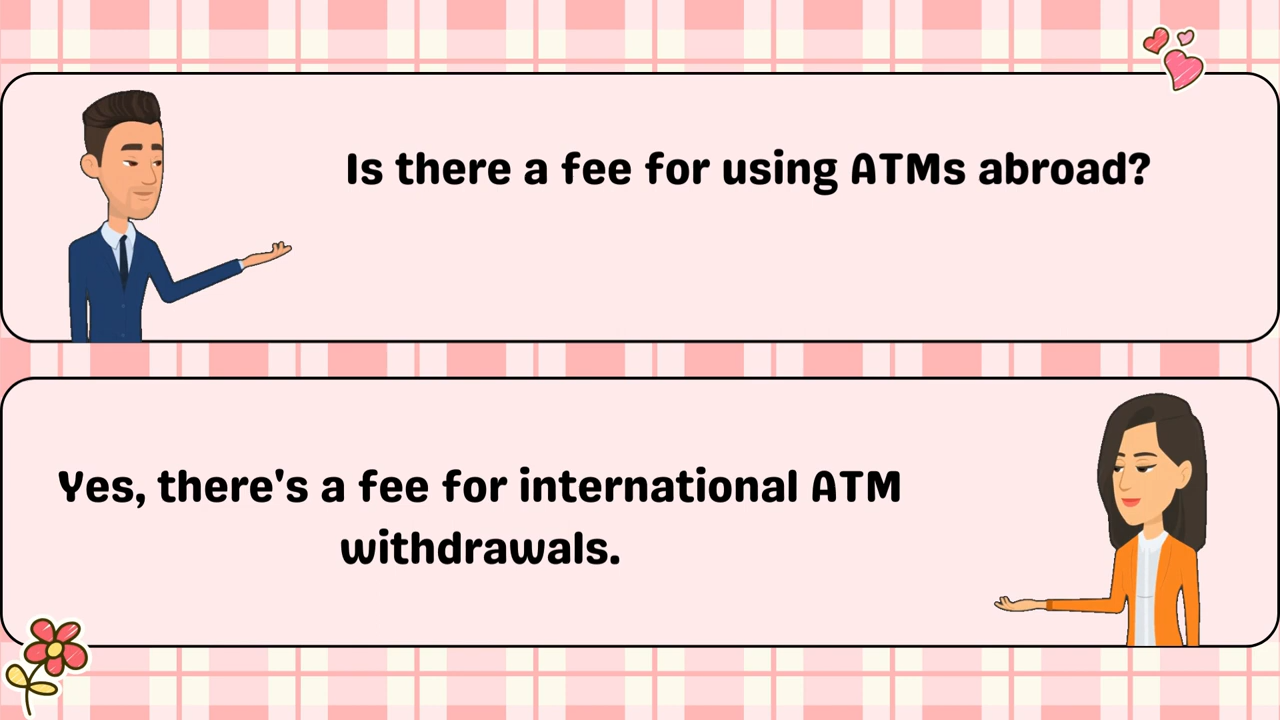 Is there a fee for using ATMs abroad?
Yes, there's a fee for international ATM
withdrawals.